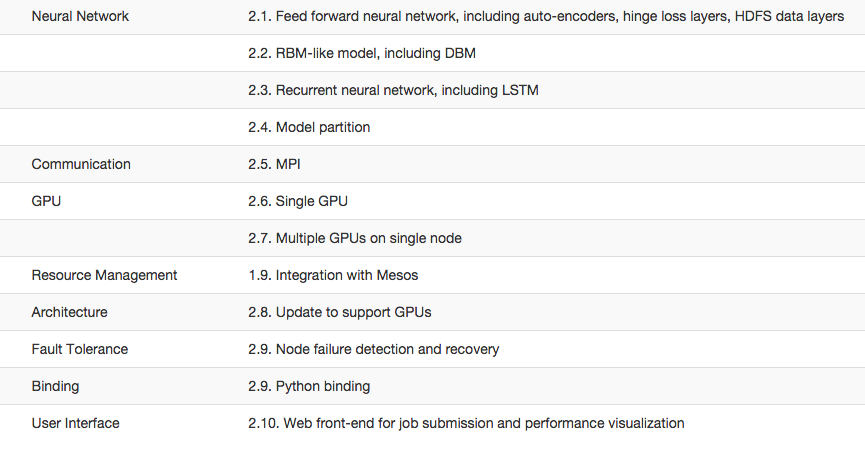 Neural Network 2.1. Feed forward neural network, including auto-encoders, hinge loss layers, HDFS data layers
2.2. RBM-like model, including DBM
2.3. Recurrent neural network, including LSTM
2.4. Model partition
Communication 2.5. MPI
GPU 2.6. Single GPU
2.7. Multiple GPUs on single node
Resource Management 1.9. Integration with Mesos
Architecture 2.8. Update to support GPUs
Fault Tolerance 2.9. Node failure detection and recovery
Binding 2.9. Python binding
User Interface 2.10. Web front-end for job submission and performance visualization